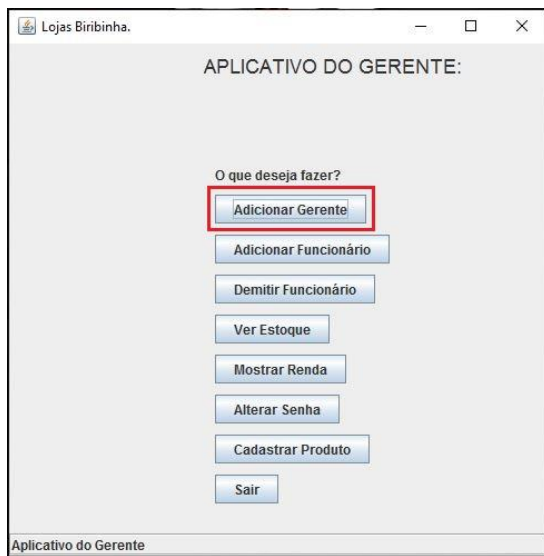 Lojas Biribinha.
APLICATIVO DO GERENTE:
O que deseja fazer?
Adicionar Gerente
Adicionar Funcionário
Demitir Funcionário
Ver Estoque
Mostrar Renda
Alterar Senha
Cadastrar Produto
Sair
Aplicativo do Gerente